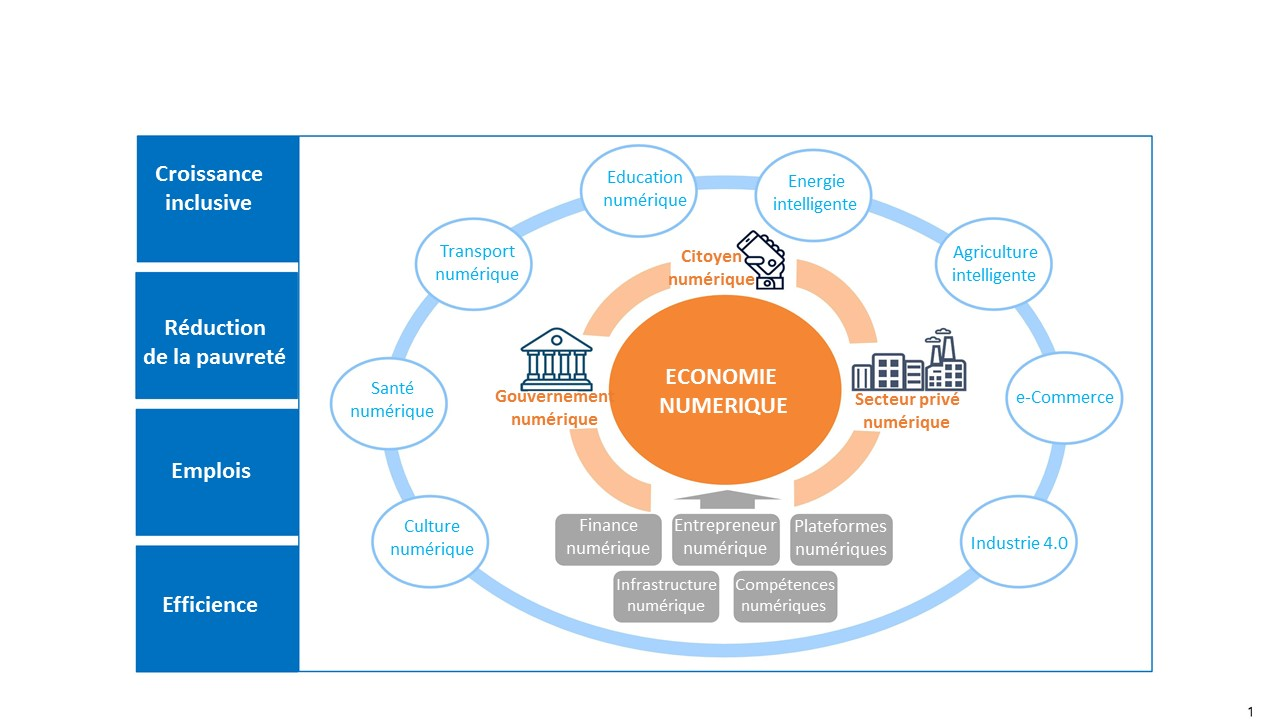 Croissance
inclusive
Réduction
de la pauvreté
Emplois
Efficience
Education
numérique
Energie
intelligente
Transport
numérique
Agriculture
intelligente
Santé
numérique
e-Commerce
Culture
numérique
Industrie 4.0
Citoyen
numérique
Gouvernement
numérique
Secteur privé
numérique
ECONOMIE
NUMERIQUE
Finance
numérique
Entrepreneur
numérique
Plateformes
numériques
Infrastructure
numérique
Compétences
numériques
1